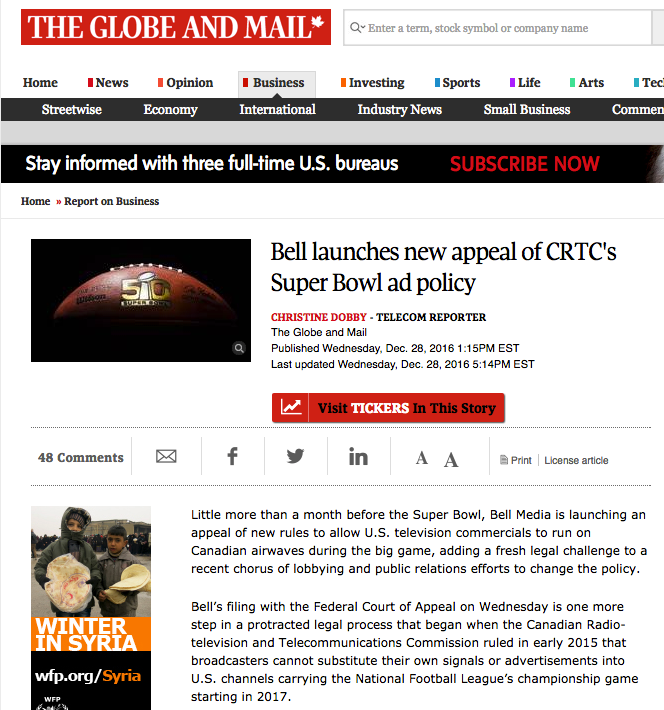 THE GLOBE AND MAIL
Enter a term, stock symbol or company name
Home News Opinion Business Investing Sports Life Arts Tec
Streetwise Economy International Industry News Small Business Commen
Stay informed with three full-time U.S. bureaus SUBSCRIBE NOW
Home » Report on Business
Wilson
50
SUPER BOWL
Bell launches new appeal of CRTC's
Super Bowl ad policy
CHRISTINE DOBBY - TELECOM REPORTER
The Globe and Mail
Published Wednesday, Dec. 28, 2016 1:15PM EST
Last updated Wednesday, Dec. 28, 2016 5:14PM EST
Visit TICKERS In This Story
48 Comments f in A A Print License article
WINTER
IN SYRIA
wfp.org/Syria
WFP
Little more than a month before the Super Bowl, Bell Media is launching an
appeal of new rules to allow U.S. television commercials to run on
Canadian airwaves during the big game, adding a fresh legal challenge to a
recent chorus of lobbying and public relations efforts to change the policy.
Bell’s filing with the Federal Court of Appeal on Wednesday is one more
step in a protracted legal process that began when the Canadian Radio-
television and Telecommunications Commission ruled in early 2015 that
broadcasters cannot substitute their own signals or advertisements into
U.S. channels carrying the National Football League’s championship game
starting in 2017.